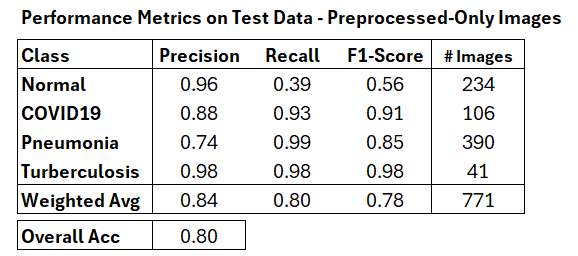 Performance Metrics on Test Data - Preprocessed-Only Images
Class Precision Recall F1-Score # Images
Normal 0.96 0.39 0.56 234
COVID19 0.88 0.93 0.91 106
Pneumonia 0.74 0.99 0.85 390
Turberculosis 0.98 0.98 0.98 41
Weighted Avg 0.84 0.80 0.78 771
Overall Acc 0.80